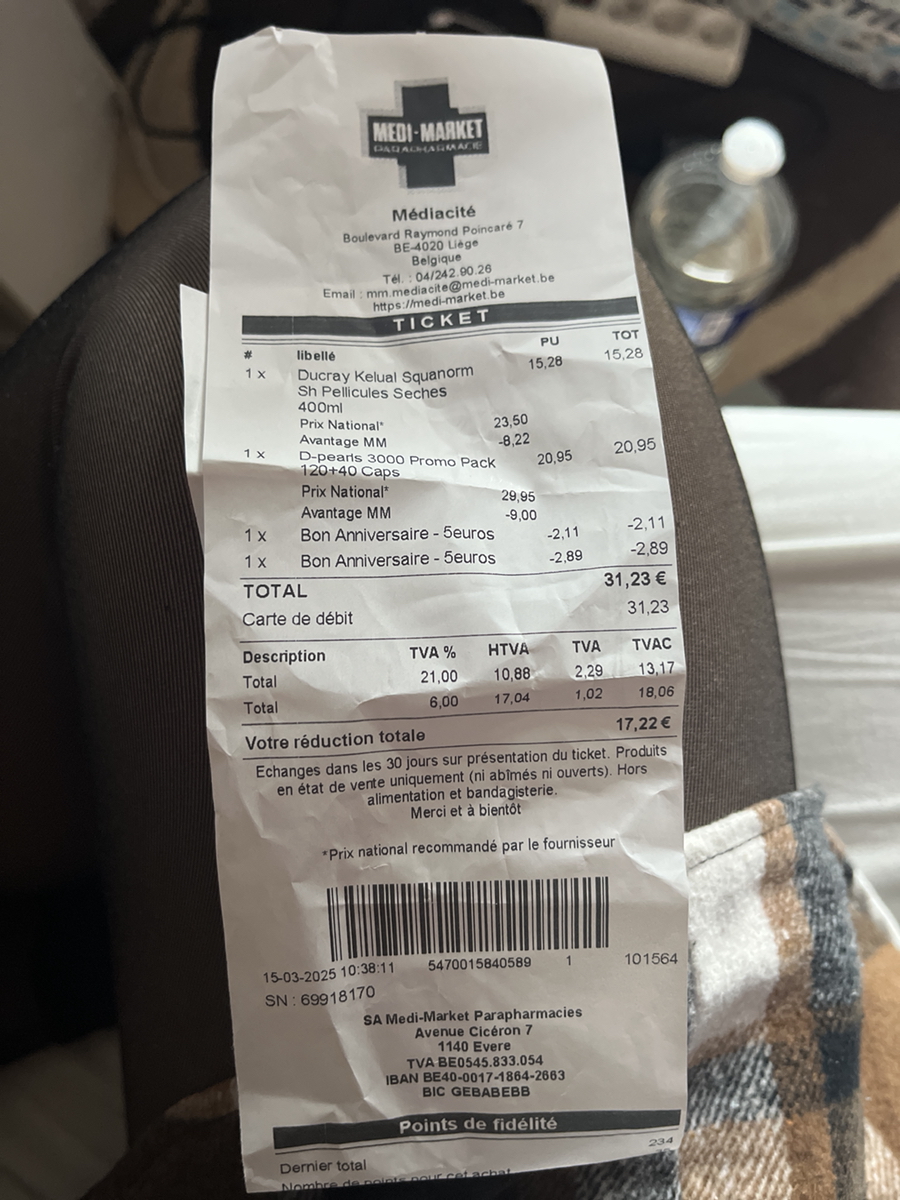 MEDI-MARKET
PARAPHARMACIE
Médiacité
Boulevard Raymond Poincaré 7
BE-4020 Liège
Belgique
Tél. : 04/242.90.26
Email : mm.mediacite@medi-market.be
https://medi-market.be
TICKET
# libellé PU TOT
1 x Ducray Kelual Squanorm 15,28 15,28
Sh Pellicules Seches
400ml
Prix National* 23,50
Avantage MM -8,22
1 x D-pearls 3000 Promo Pack 20,95 20,95
120+40 Caps
Prix National* 29,95
Avantage MM -9,00
1 x Bon Anniversaire - 5euros -2,11 -2,11
1 x Bon Anniversaire - 5euros -2,89 -2,89
TOTAL 31,23 €
Carte de débit 31,23
Description TVA % HTVA TVA TVAC
Total 21,00 10,88 2,29 13,17
Total 6,00 17,04 1,02 18,06
Votre réduction totale 17,22 €
Echanges dans les 30 jours sur présentation du ticket. Produits
en état de vente uniquement (ni abîmés ni ouverts). Hors
alimentation et bandagisterie.
Merci et à bientôt
*Prix national recommandé par le fournisseur
15-03-2025 10:38:11 5470015840589 1 101564
SN : 69918170
SA Medi-Market Parapharmacies
Avenue Cicéron 7
1140 Evere
TVA BE0545.833.054
IBAN BE40-0017-1864-2663
BIC GEBABEBB
Points de fidélité
Dernier total 234
Nombre de points pour cet achat